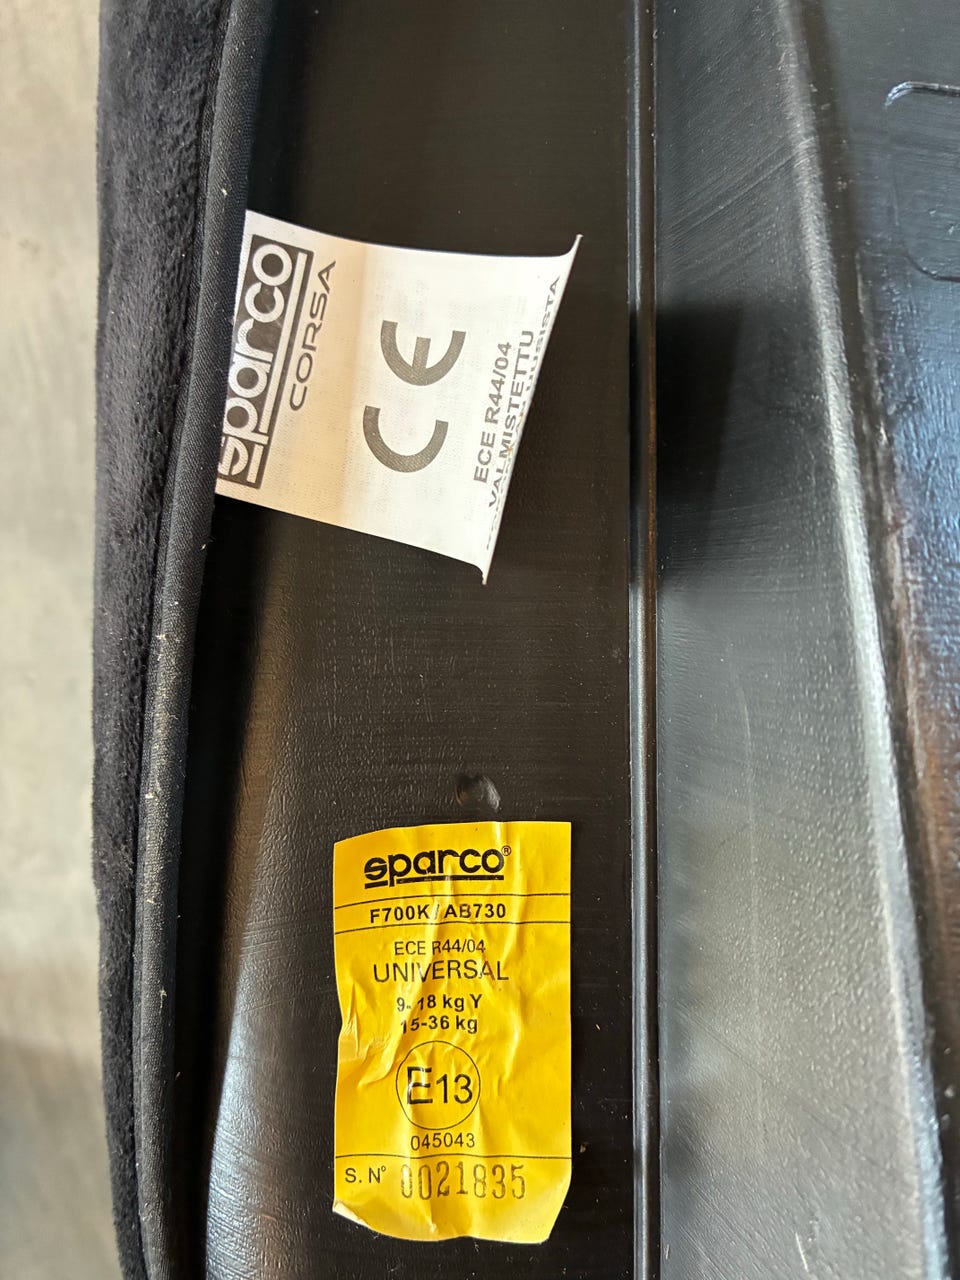 sparco
CORSA
CE
ECE R44/04
VALMISTETTU
sparco®
F700K/AB730
ECE R44/04
UNIVERSAL
9-18 kg Y
15-36 kg
E13
045043
S. N° 0021835